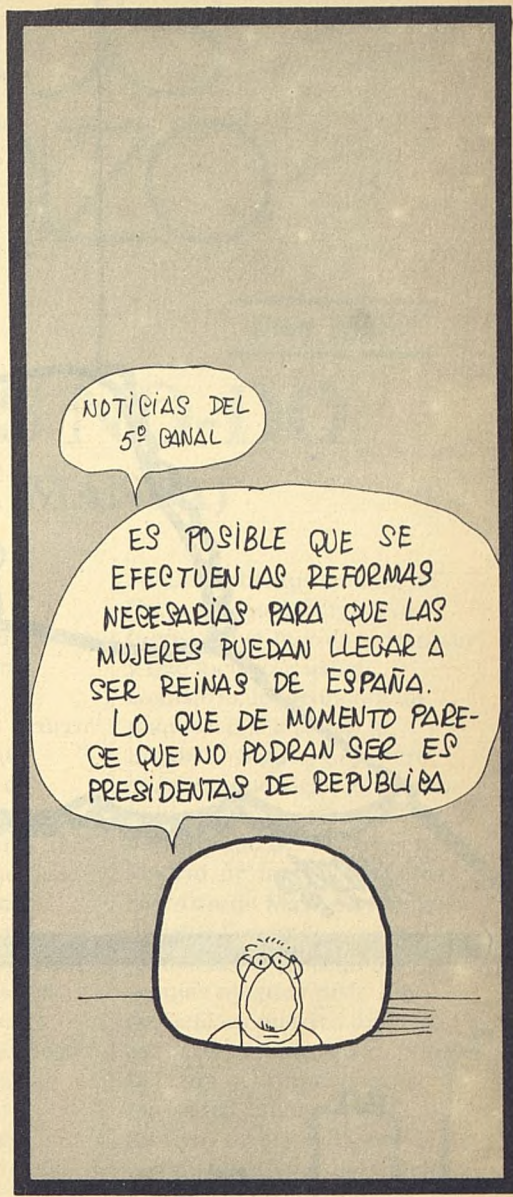 NOTICIAS DEL
5º CANAL
ES POSIBLE QUE SE
EFECTUEN LAS REFORMAS
NECESARIAS PARA QUE LAS
MUJERES PUEDAN LLEGAR A
SER REINAS DE ESPAÑA.
LO QUE DE MOMENTO PARE-
CE QUE NO PODRAN SER ES
PRESIDENTAS DE REPUBLICA